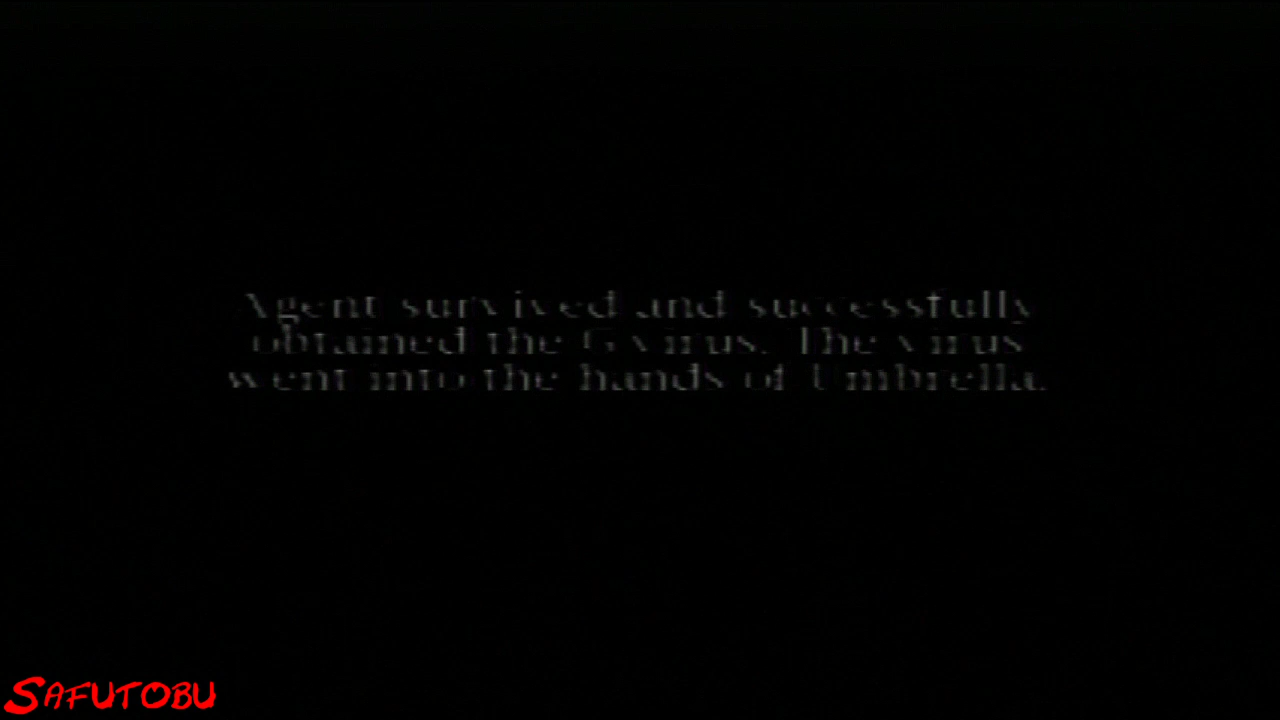 Agent survived and successfully
obtained the G virus. The virus
went into the hands of Umbrella.
SAFUTOBU